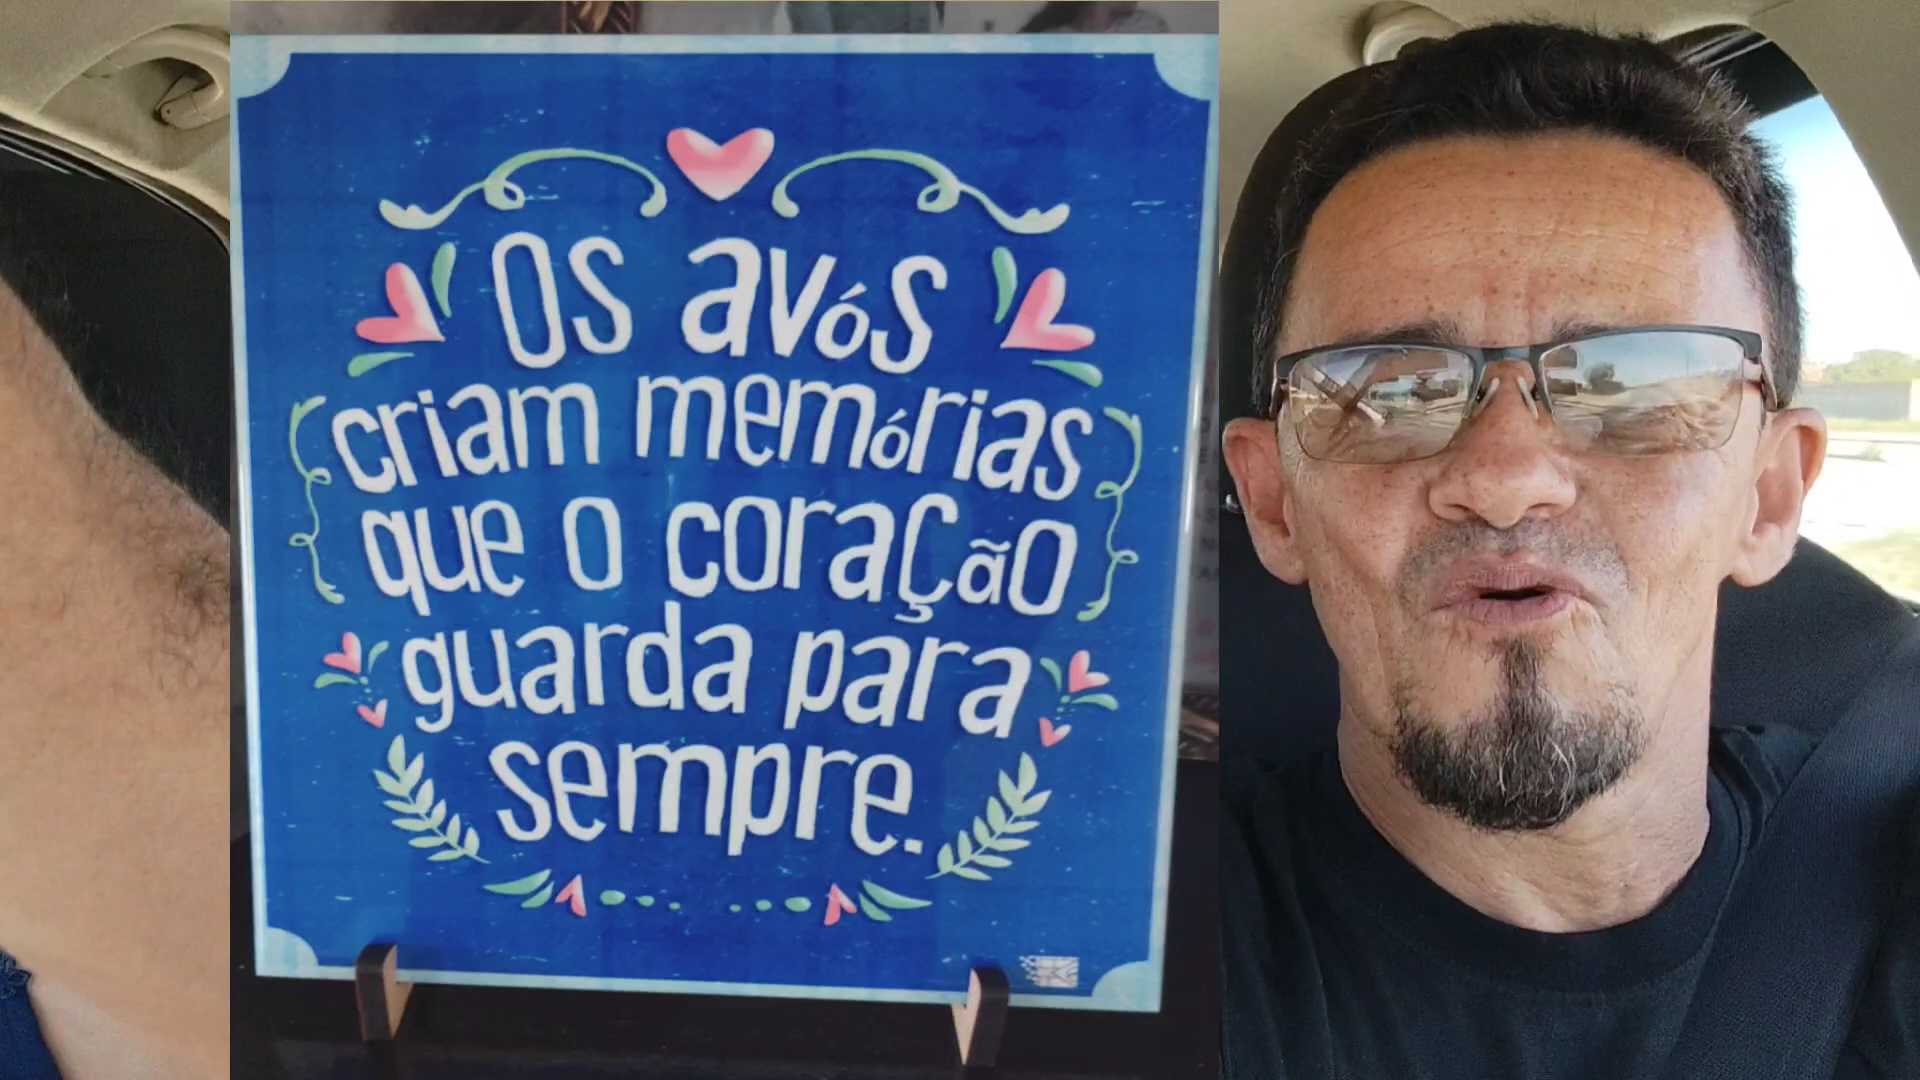 Os avós
criam memórias
que o coração
guarda para
sempre.